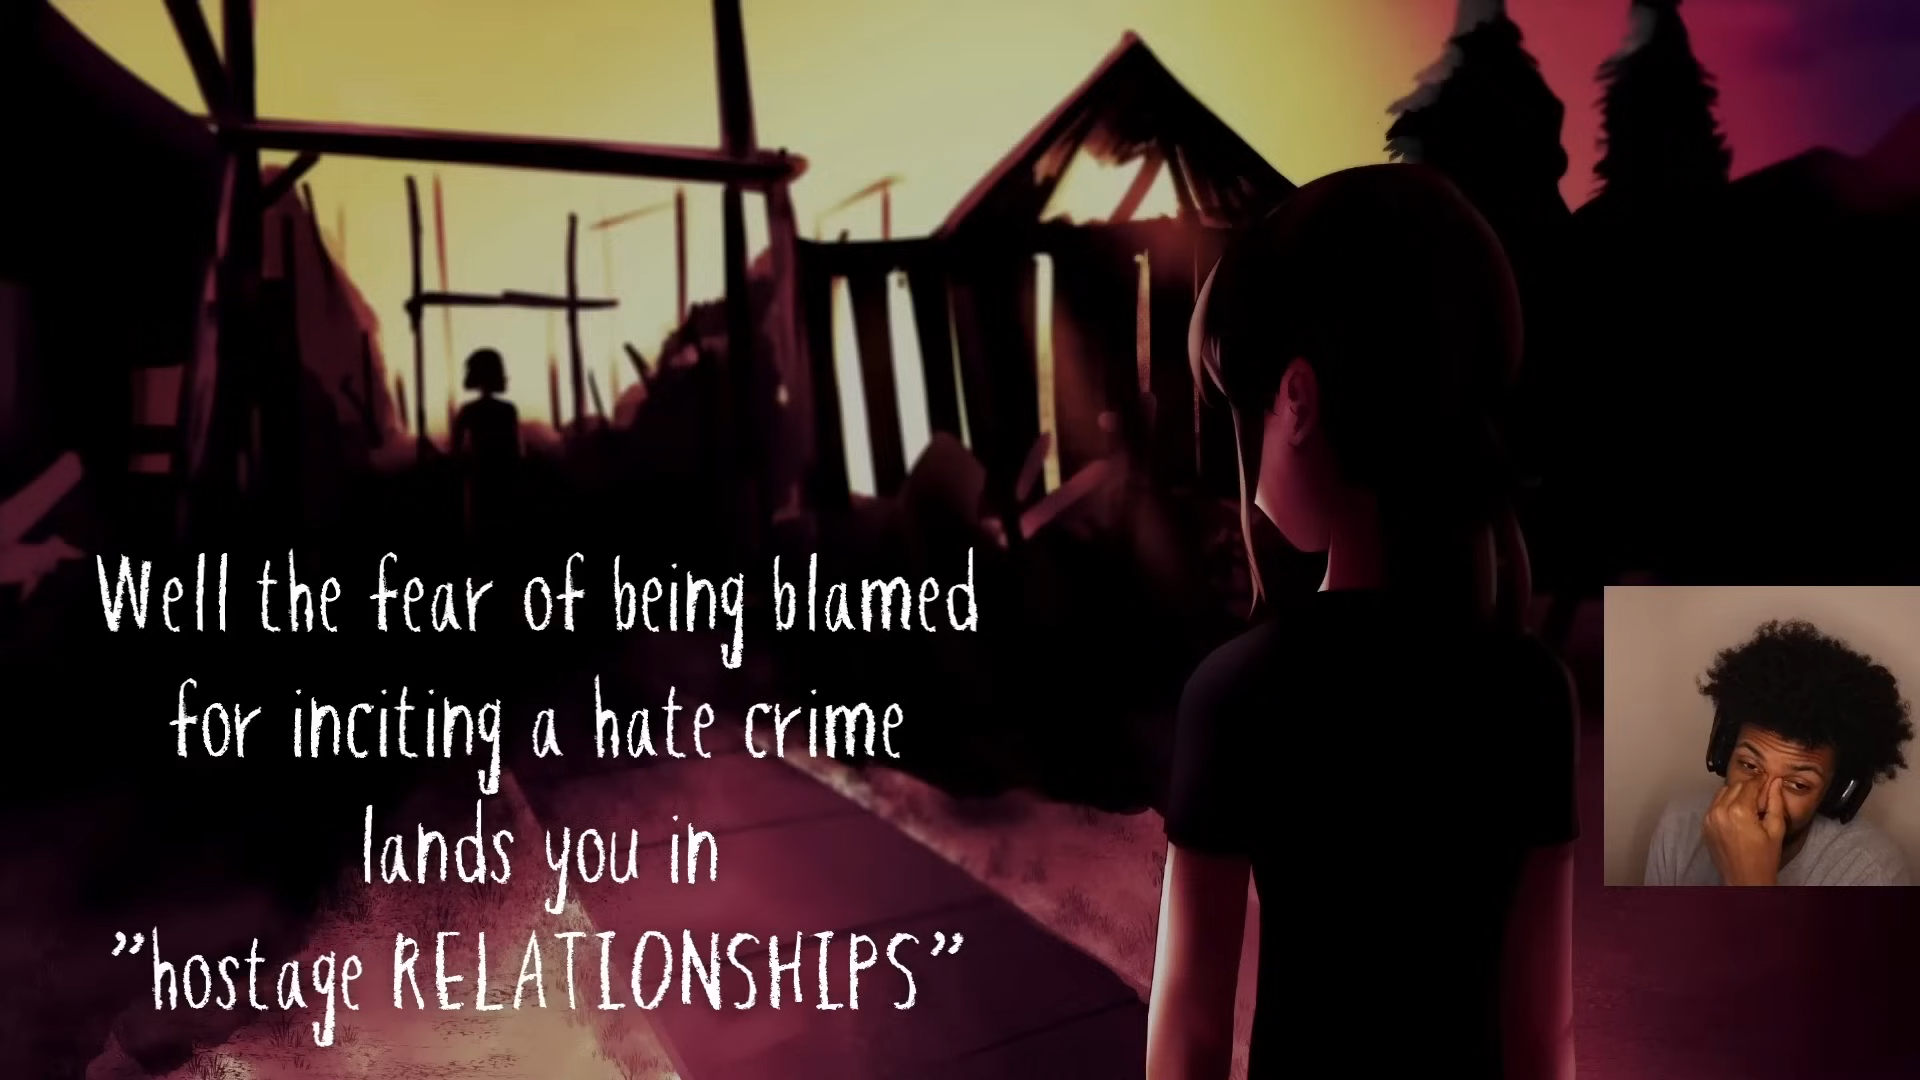 Well the fear of being blamed
for inciting a hate crime
lands you in
”hostage RELATIONSHIPS”